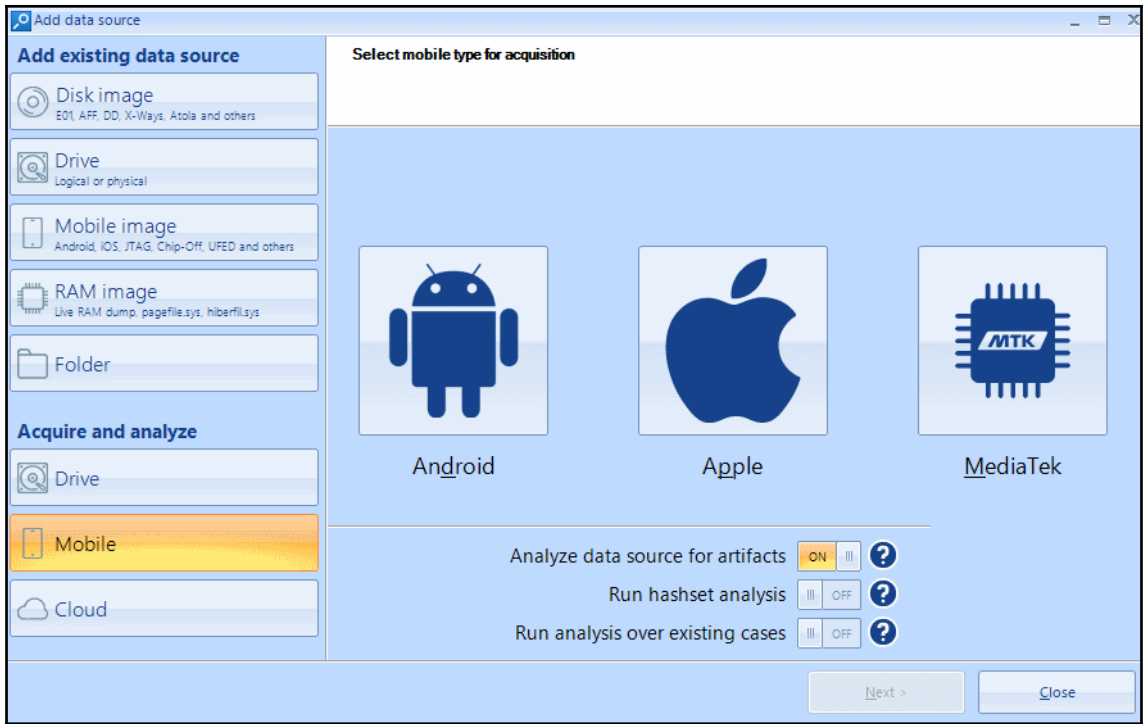 Add data source
Add existing data source
Disk image
E01, AFF, DD, X-Ways, Atola and others
Drive
Logical or physical
Mobile image
Android, iOS, JTAG, Chip-Off, UFED and others
RAM image
Live RAM dump, pagefile.sys, hiberfil.sys
Folder
Acquire and analyze
Drive
Mobile
Cloud
Select mobile type for acquisition
MTK
Android
Apple
MediaTek
Analyze data source for artifacts ON ?
Run hashset analysis OFF ?
Run analysis over existing cases OFF ?
Next >
Close